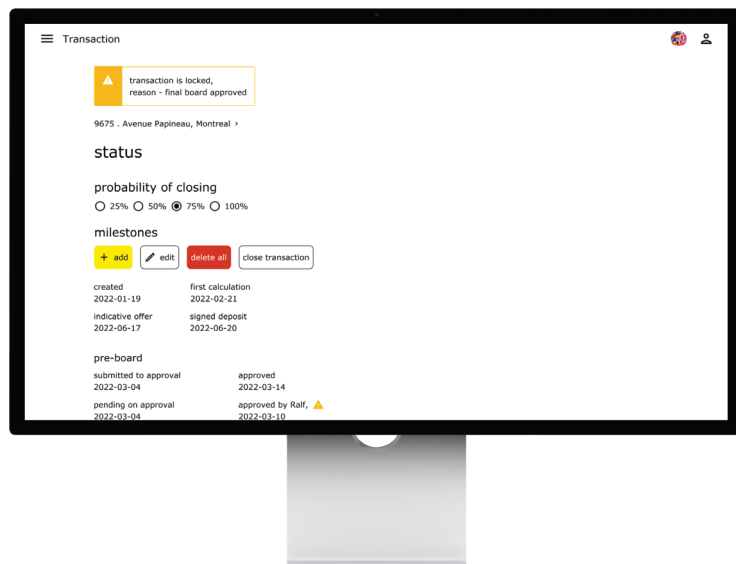 Transaction
transaction is locked,
reason - final board approved
9675 . Avenue Papineau, Montreal >
status
probability of closing
25% 50% 75% 100%
milestones
+ add edit delete all close transaction
created first calculation
2022-01-19 2022-02-21
indicative offer signed deposit
2022-06-17 2022-06-20
pre-board
submitted to approval approved
2022-03-04 2022-03-14
pending on approval approved by Ralf,
2022-03-04 2022-03-10